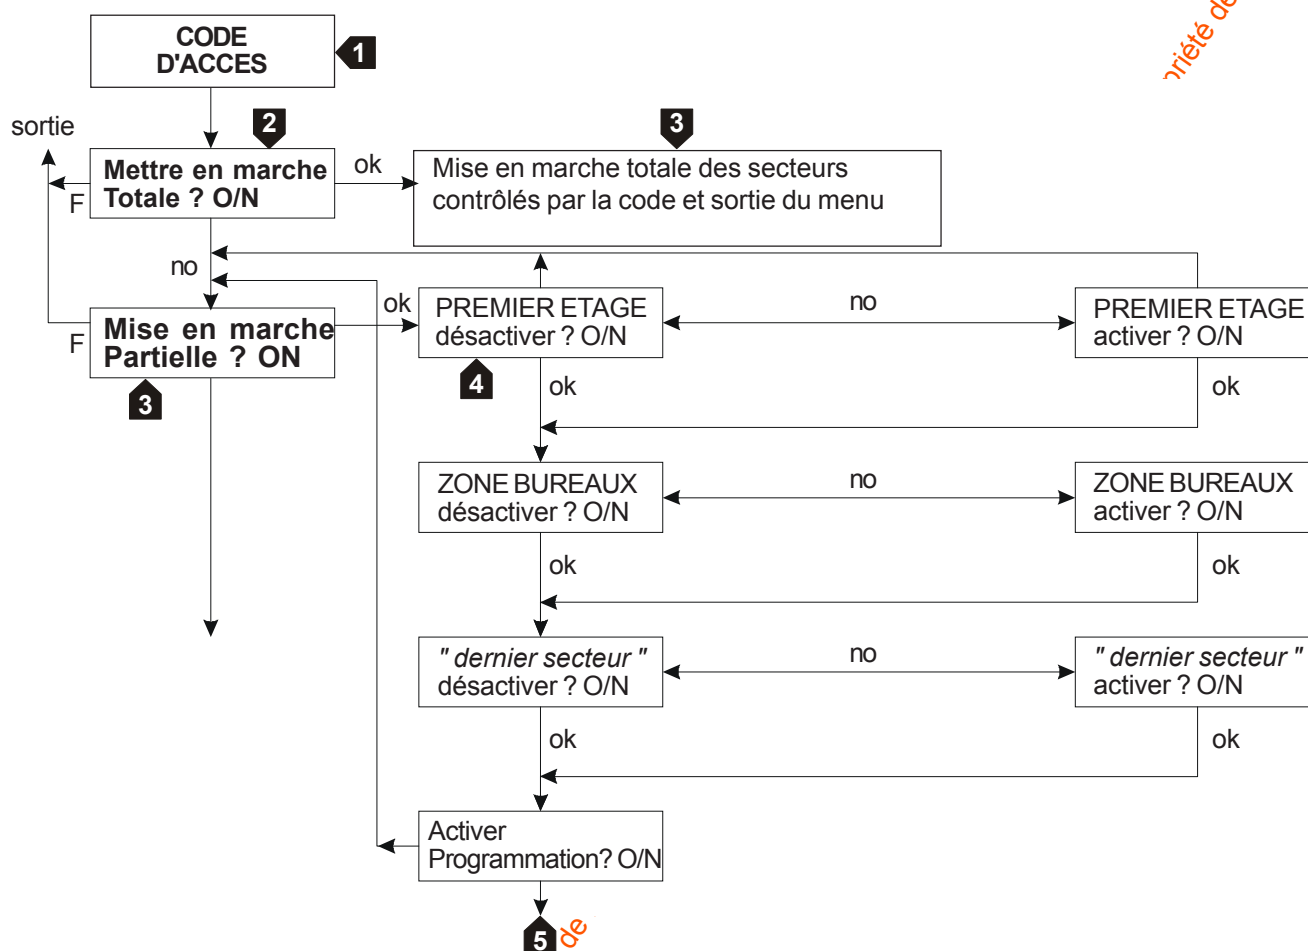 CODE
D'ACCES
1
priété de
sortie
2
3
Mettre en marche
Totale ? O/N
ok
Mise en marche totale des secteurs
contrôlés par la code et sortie du menu
F
no
Mise en marche
Partielle ? ON
ok
F
3
PREMIER ETAGE
désactiver ? O/N
no
PREMIER ETAGE
activer ? O/N
4
ok
ok
ZONE BUREAUX
désactiver ? O/N
no
ZONE BUREAUX
activer ? O/N
ok
ok
" dernier secteur "
désactiver ? O/N
no
" dernier secteur "
activer ? O/N
ok
ok
Activer
Programmation? O/N
5
de